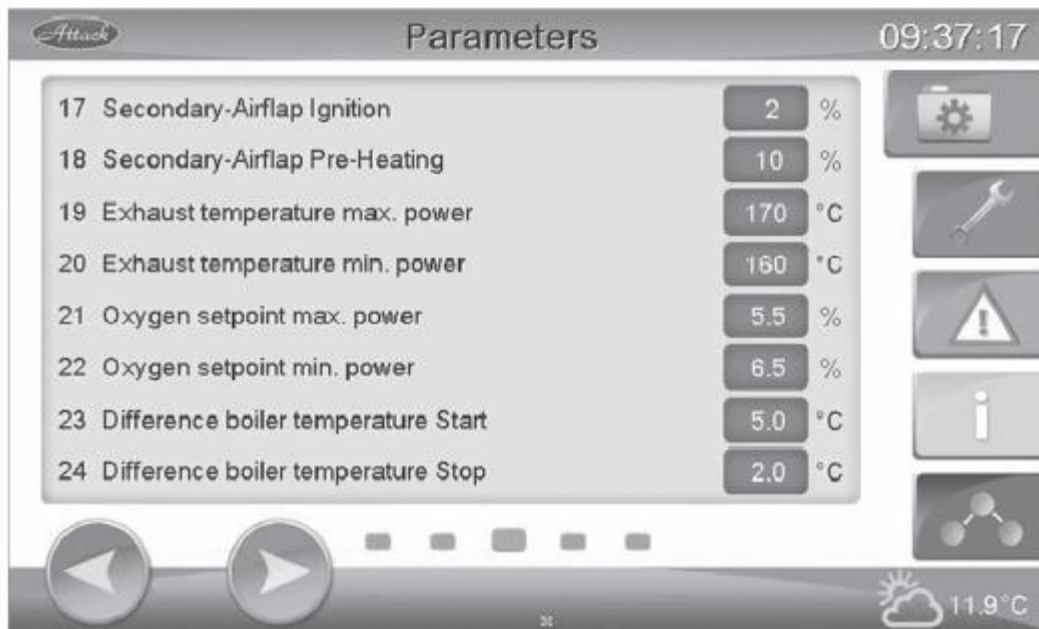 Attack
Parameters
09:37:17
17 Secondary-Airflap Ignition 2 %
18 Secondary-Airflap Pre-Heating 10 %
19 Exhaust temperature max. power 170 °C
20 Exhaust temperature min. power 160 °C
21 Oxygen setpoint max. power 5.5 %
22 Oxygen setpoint min. power 6.5 %
23 Difference boiler temperature Start 5.0 °C
24 Difference boiler temperature Stop 2.0 °C
11.9°C